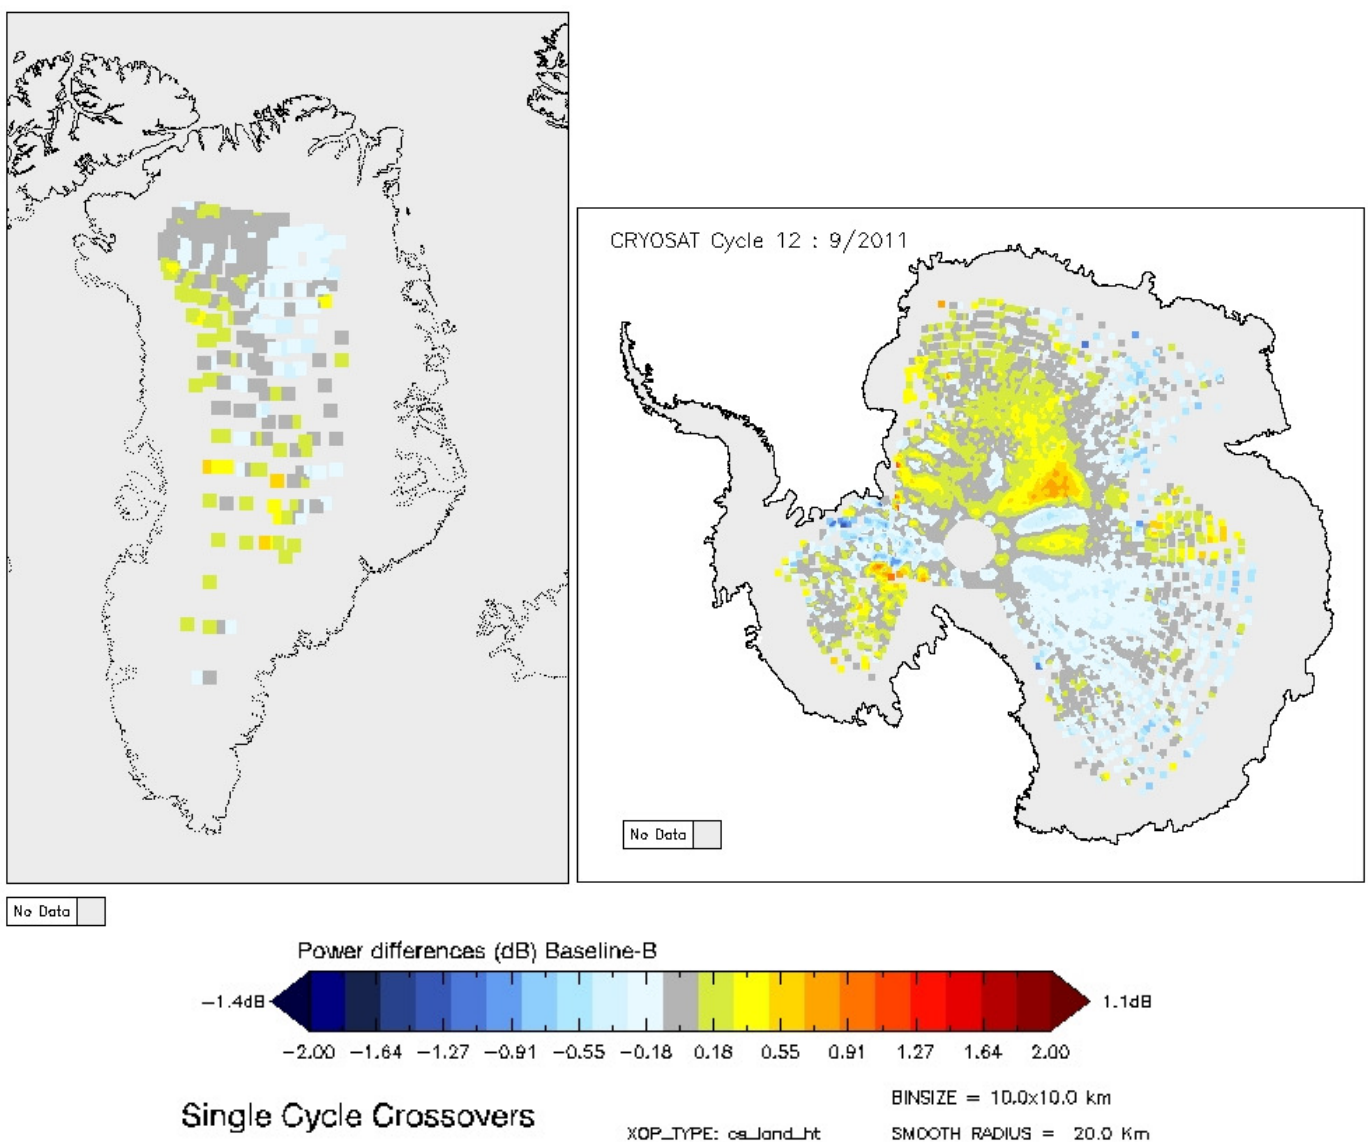 CRYOSAT Cycle 12 : 9/2011
No Data
No Data
Power differences (dB) Baseline-B
-1.4dB
1.1dB
-2.00 -1.64 -1.27 -0.91 -0.55 -0.18 0.18 0.55 0.91 1.27 1.64 2.00
BINSIZE = 10.0x10.0 km
Single Cycle Crossovers
XOP_TYPE: cs_land_ht
SMOOTH RADIUS = 20.0 Km